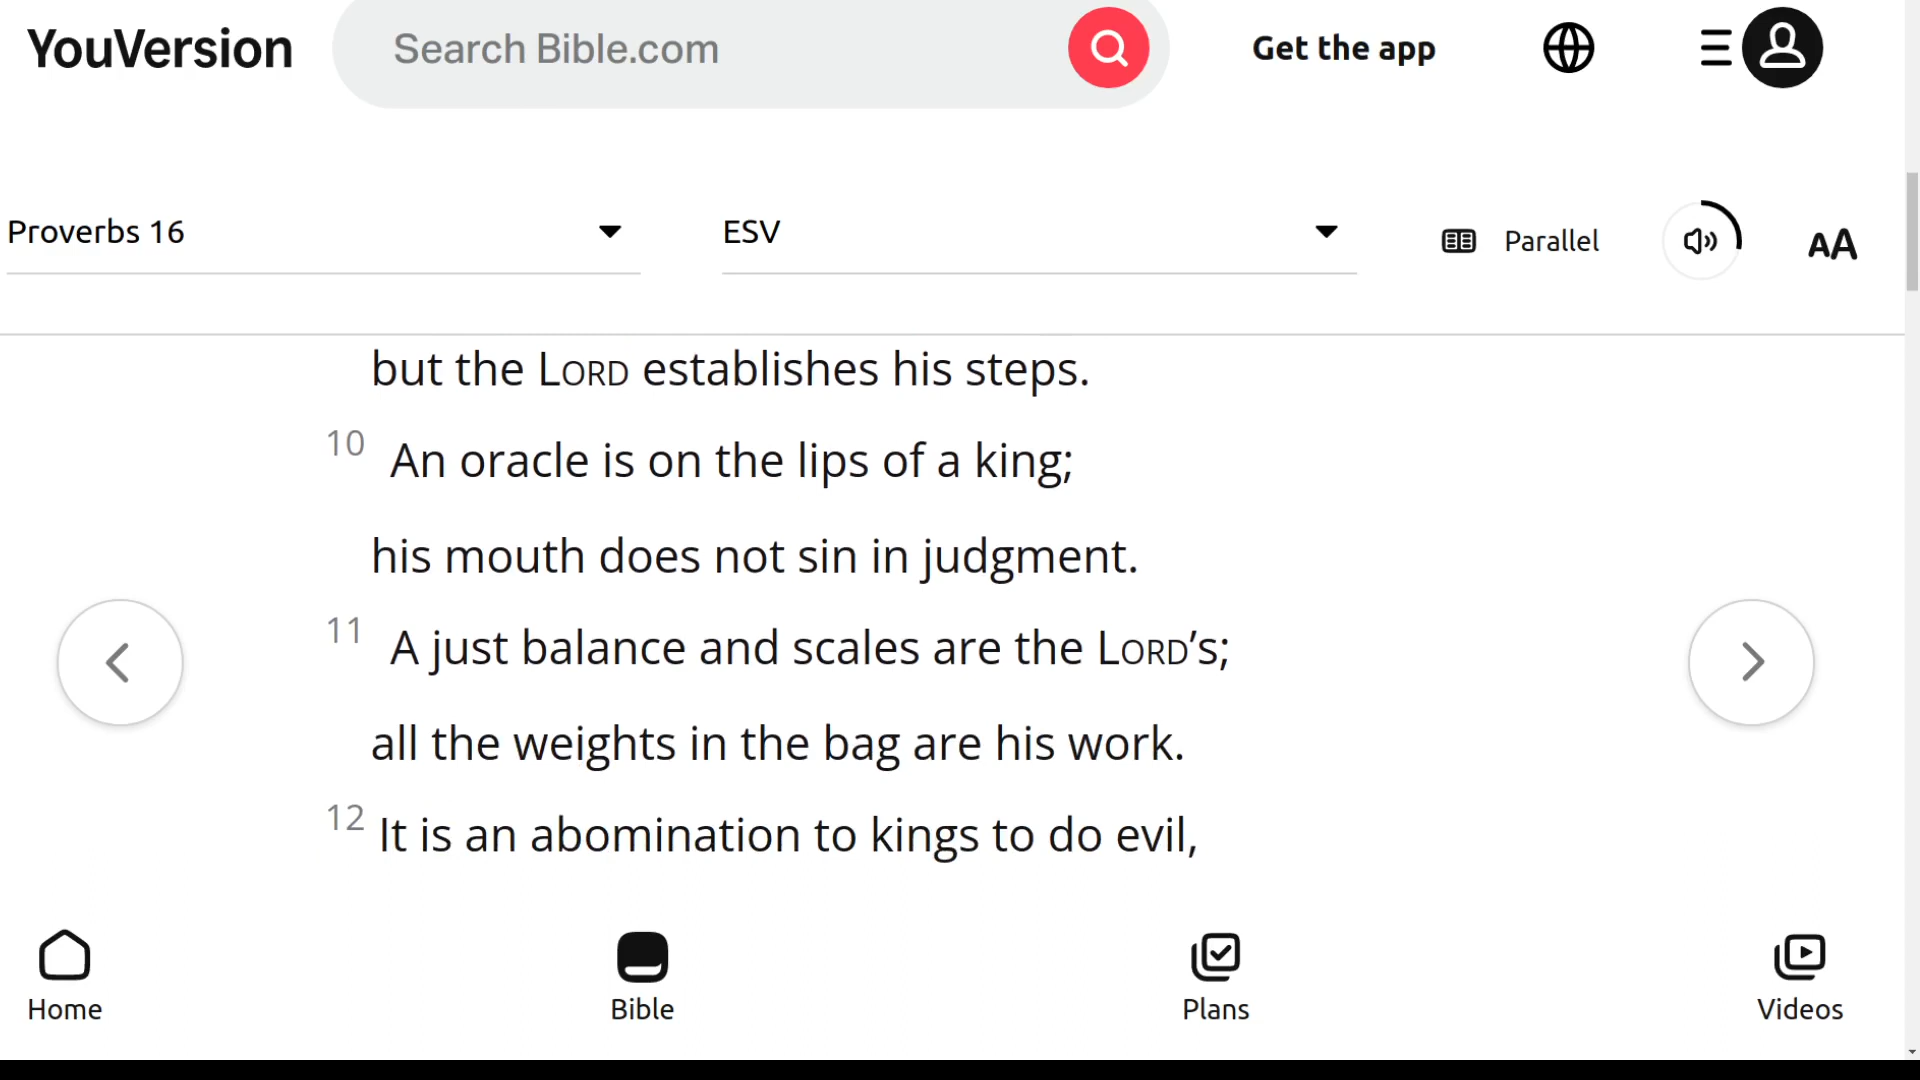 YouVersion
Search Bible.com
Get the app
Proverbs 16
ESV
Parallel
AA
but the LORD establishes his steps.
10 An oracle is on the lips of a king;
his mouth does not sin in judgment.
11 A just balance and scales are the LORD’s;
all the weights in the bag are his work.
12 It is an abomination to kings to do evil,
Home
Bible
Plans
Videos